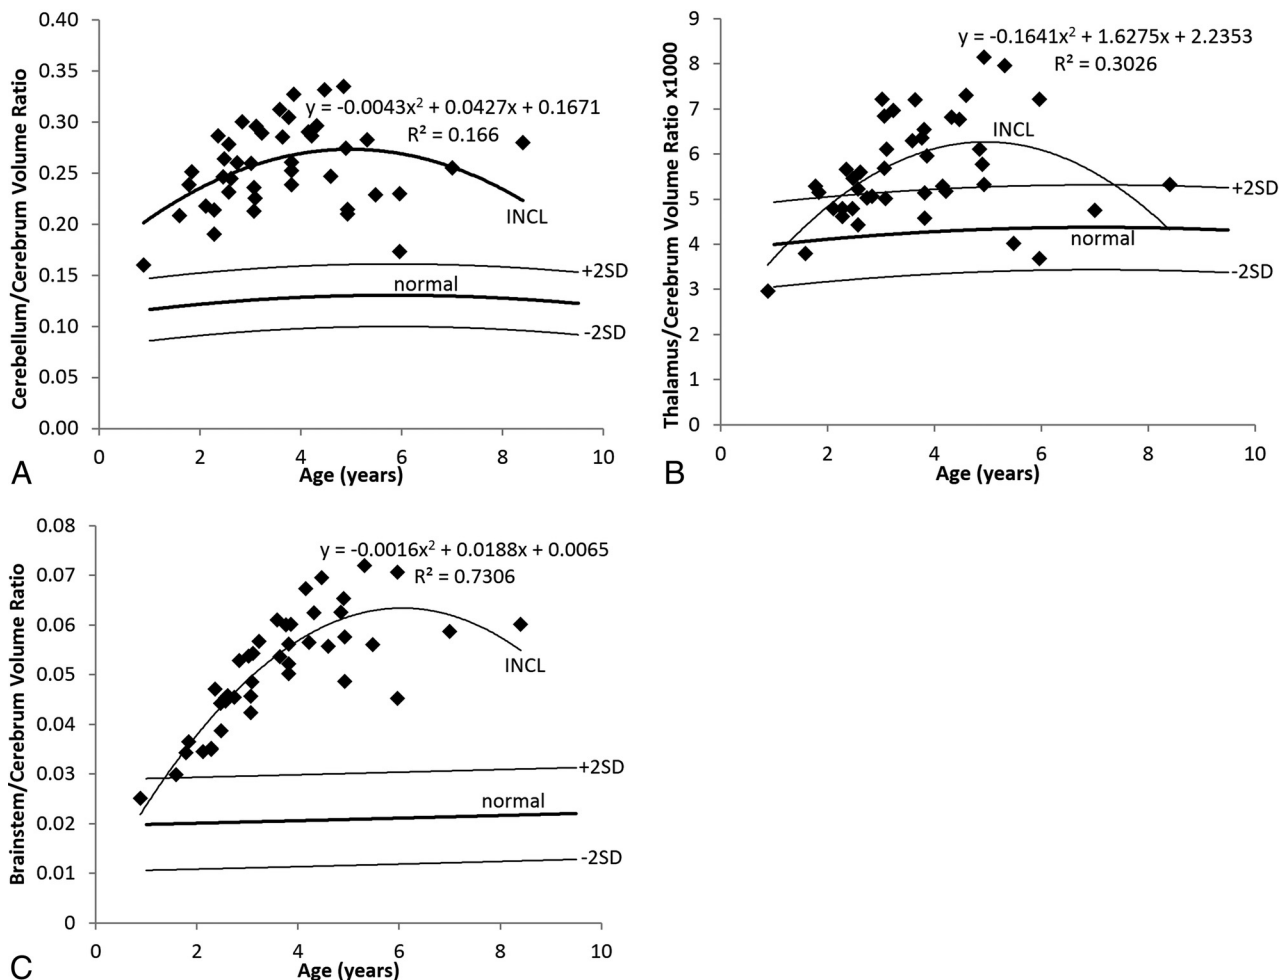 0.40
0.35
0.30
0.25
0.20
0.15
0.10
0.05
0.00
Cerebellum/Cerebrum Volume Ratio
y = -0.0043x² + 0.0427x + 0.1671
R² = 0.166
INCL
+2SD
normal
-2SD
0 2 4 6 8 10
Age (years)
A
9
8
7
6
5
4
3
2
1
0
Thalamus/Cerebrum Volume Ratio x1000
y = -0.1641x² + 1.6275x + 2.2353
R² = 0.3026
INCL
+2SD
normal
-2SD
0 2 4 6 8 10
Age (years)
B
0.08
0.07
0.06
0.05
0.04
0.03
0.02
0.01
0
Brainstem/Cerebrum Volume Ratio
y = -0.0016x² + 0.0188x + 0.0065
R² = 0.7306
INCL
+2SD
normal
-2SD
0 2 4 6 8 10
Age (years)
C